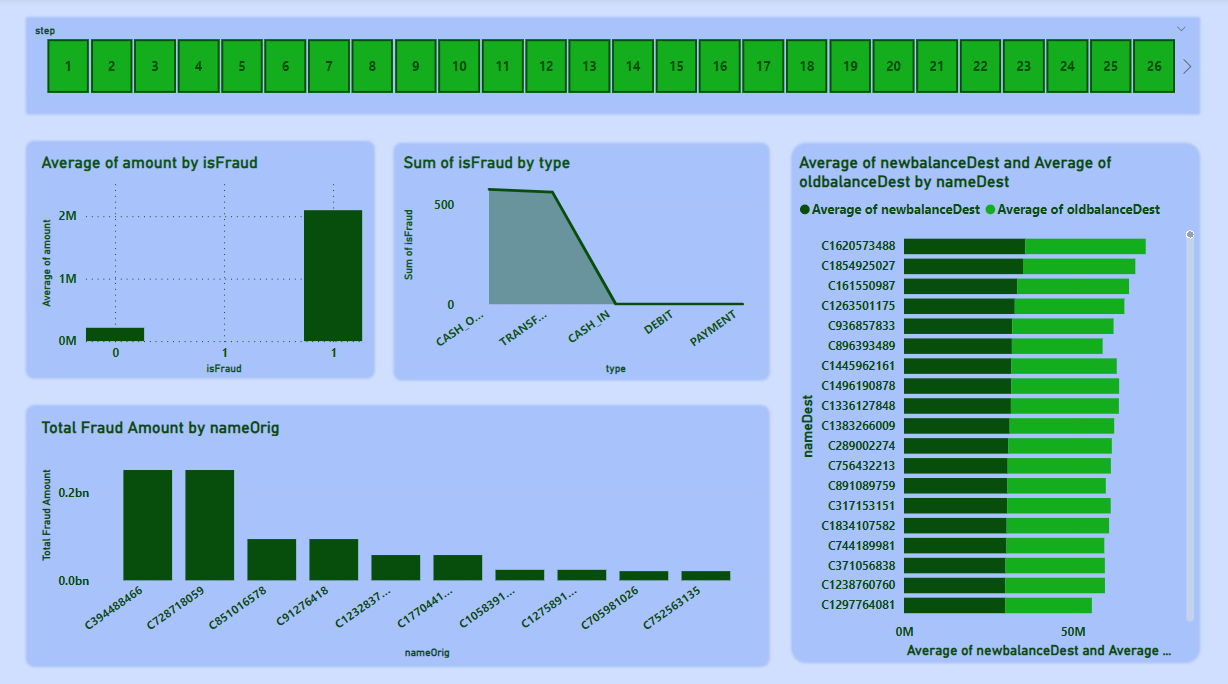 step
1 2 3 4 5 6 7 8 9 10 11 12 13 14 15 16 17 18 19 20 21 22 23 24 25 26
Average of amount by isFraud
Average of amount
2M
1M
0M
0 1 1
isFraud
Sum of isFraud by type
Sum of isFraud
500
0
CASH_O... TRANSF... CASH_IN DEBIT PAYMENT
type
Average of newbalanceDest and Average of
oldbalanceDest by nameDest
Average of newbalanceDest Average of oldbalanceDest
nameDest
C1620573488
C1854925027
C161550987
C1263501175
C936857833
C896393489
C1445962161
C1496190878
C1336127848
C1383266009
C289002274
C756432213
C891089759
C317153151
C1834107582
C744189981
C371056838
C1238760760
C1297764081
0M 50M
Average of newbalanceDest and Average ...
Total Fraud Amount by nameOrig
Total Fraud Amount
0.2bn
0.0bn
C394488466 C728718059 C851016578 C91276418 C1232837... C1770441... C1058391... C1275891... C705981026 C752563135
nameOrig